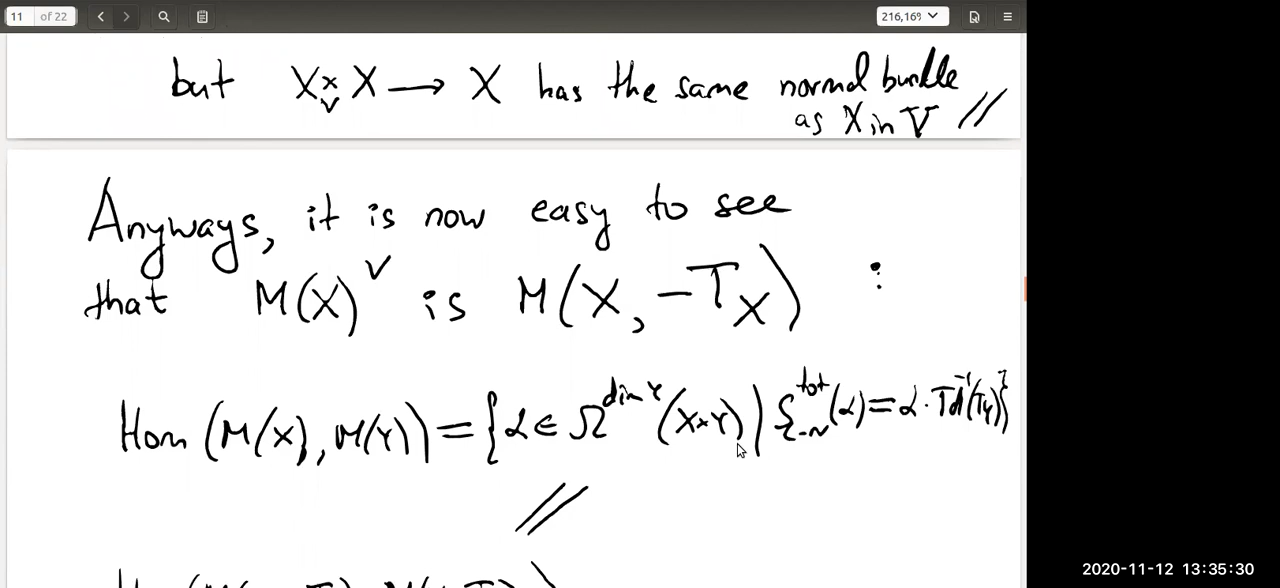 11 of 22
216,16%
but X ×_V X → X has the same normal bundle
as X in V //
Anyways, it is now easy to see
that M(X)^∨ is M(X, -T_X) :
Hom (M(X), M(Y)) = {α ∈ Ω^{dim Y} (X×Y) | ξ^{tot}_{-N} (α) = α · Td^{-1}(T_Y)}
//
2020-11-12 13:35:30